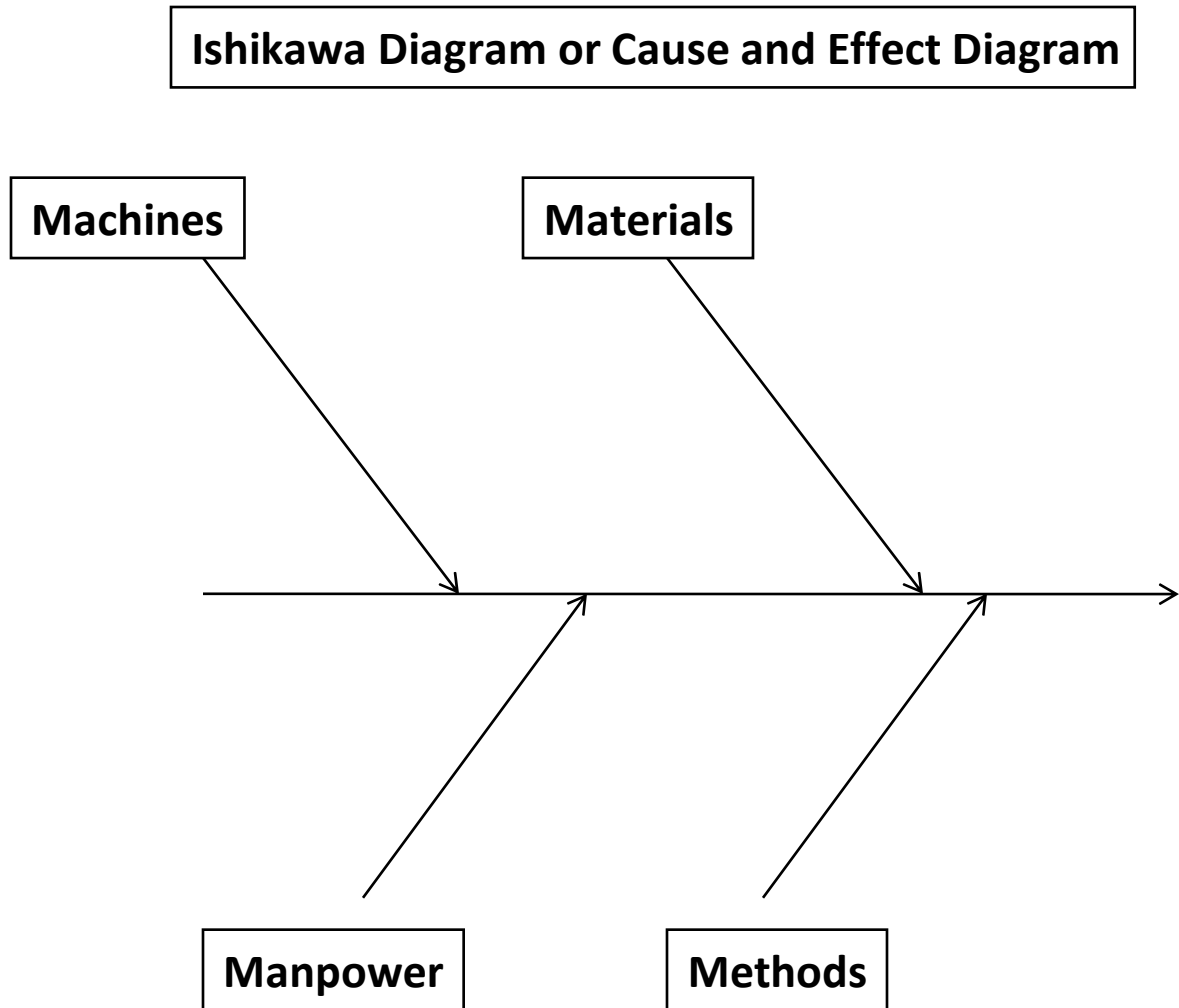 Ishikawa Diagram or Cause and Effect Diagram
Machines
Materials
Manpower
Methods